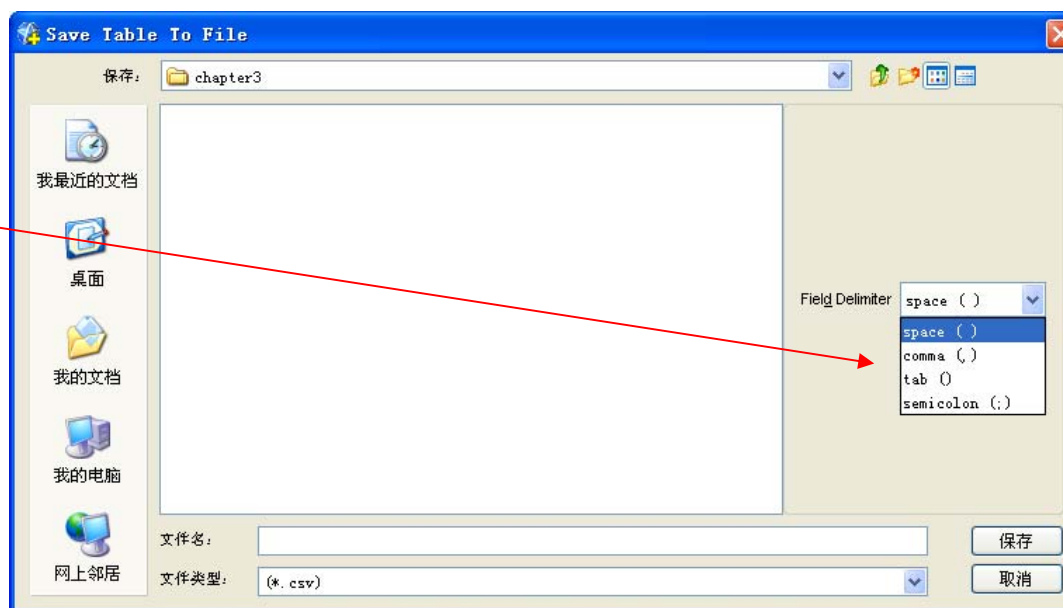 Save Table To File
保存:
chapter3
我最近的文档
桌面
我的文档
我的电脑
网上邻居
Field Delimiter
space ( )
space ( )
comma (,)
tab ()
semicolon (;)
文件名:
保存
文件类型:
(*.csv)
取消